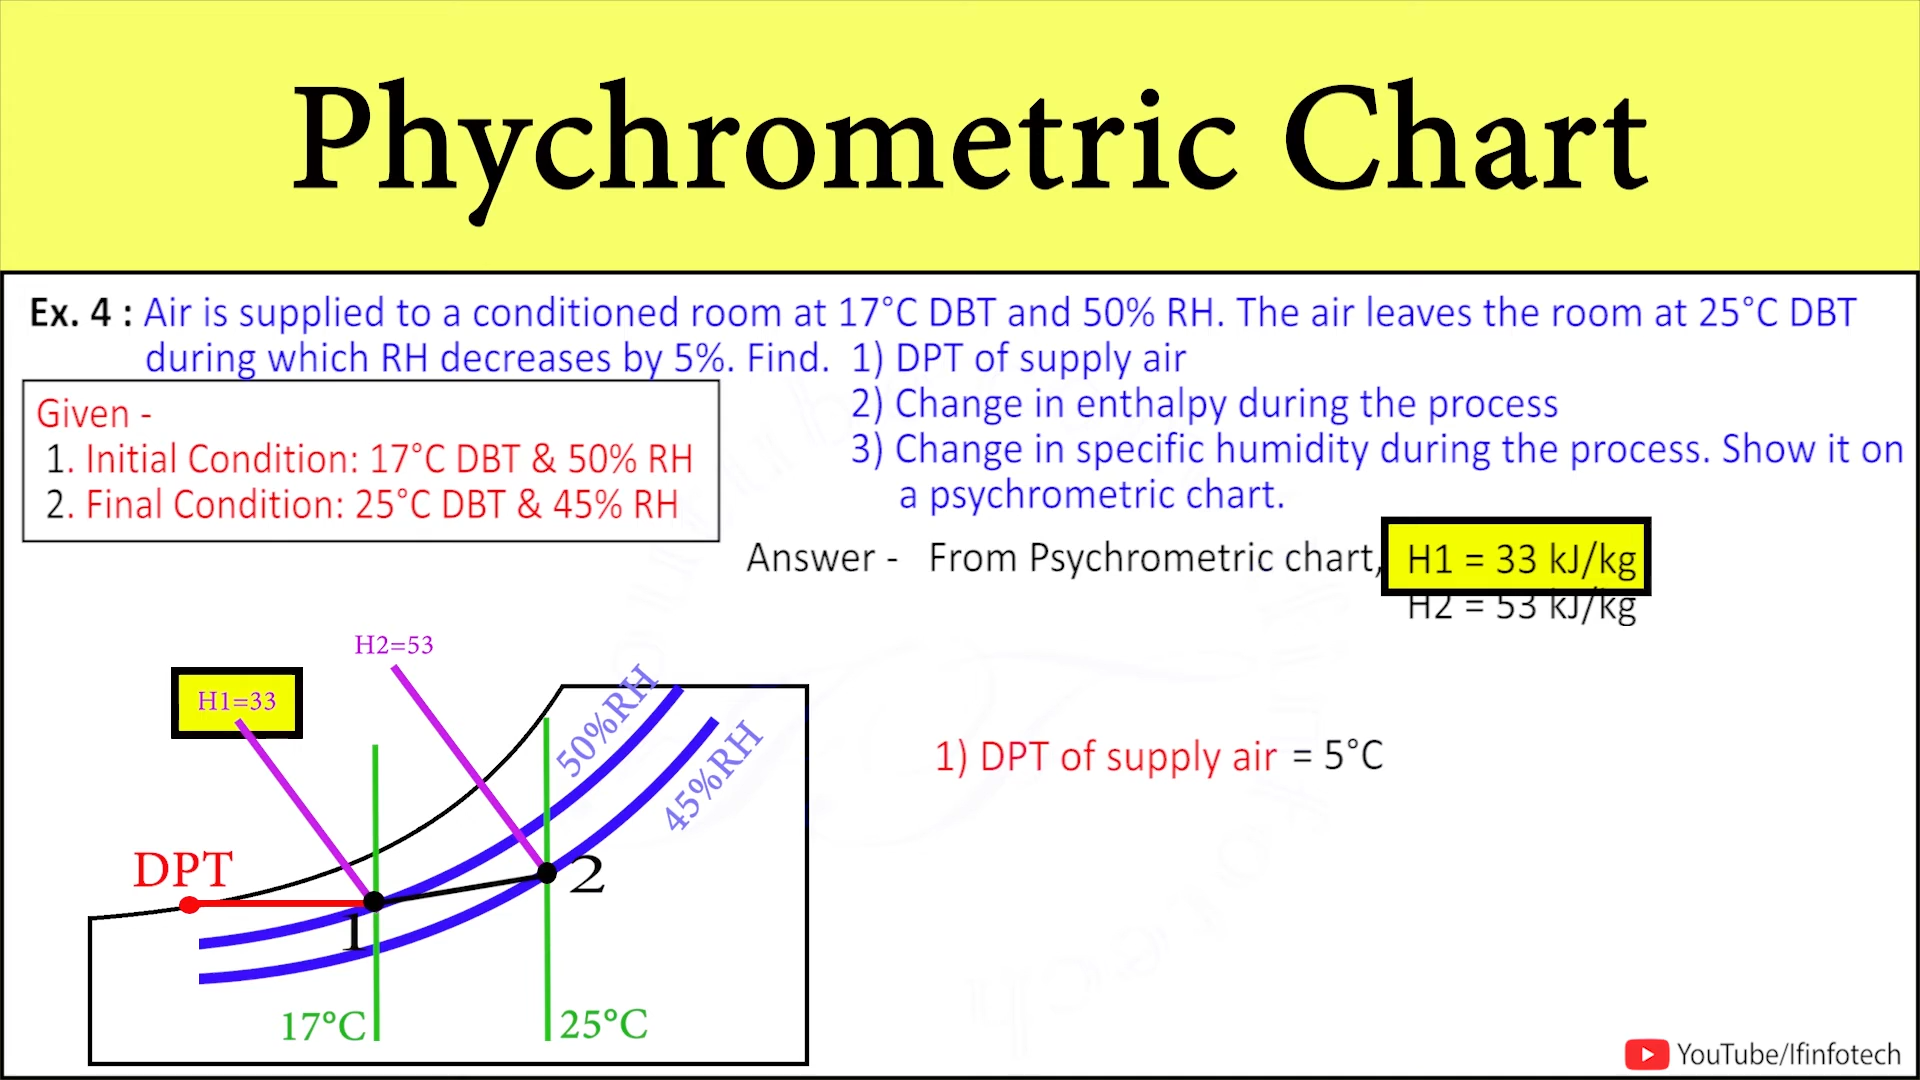 Phychrometric Chart
Ex. 4 : Air is supplied to a conditioned room at 17°C DBT and 50% RH. The air leaves the room at 25°C DBT
during which RH decreases by 5%. Find. 1) DPT of supply air
2) Change in enthalpy during the process
3) Change in specific humidity during the process. Show it on
a psychrometric chart.
Given -
1. Initial Condition: 17°C DBT & 50% RH
2. Final Condition: 25°C DBT & 45% RH
Answer - From Psychrometric chart, H1 = 33 kJ/kg
H2 = 53 kJ/kg
H2=53
H1=33
50%RH
45%RH
DPT
1
2
17°C
25°C
1) DPT of supply air = 5°C
YouTube/lfinfotech